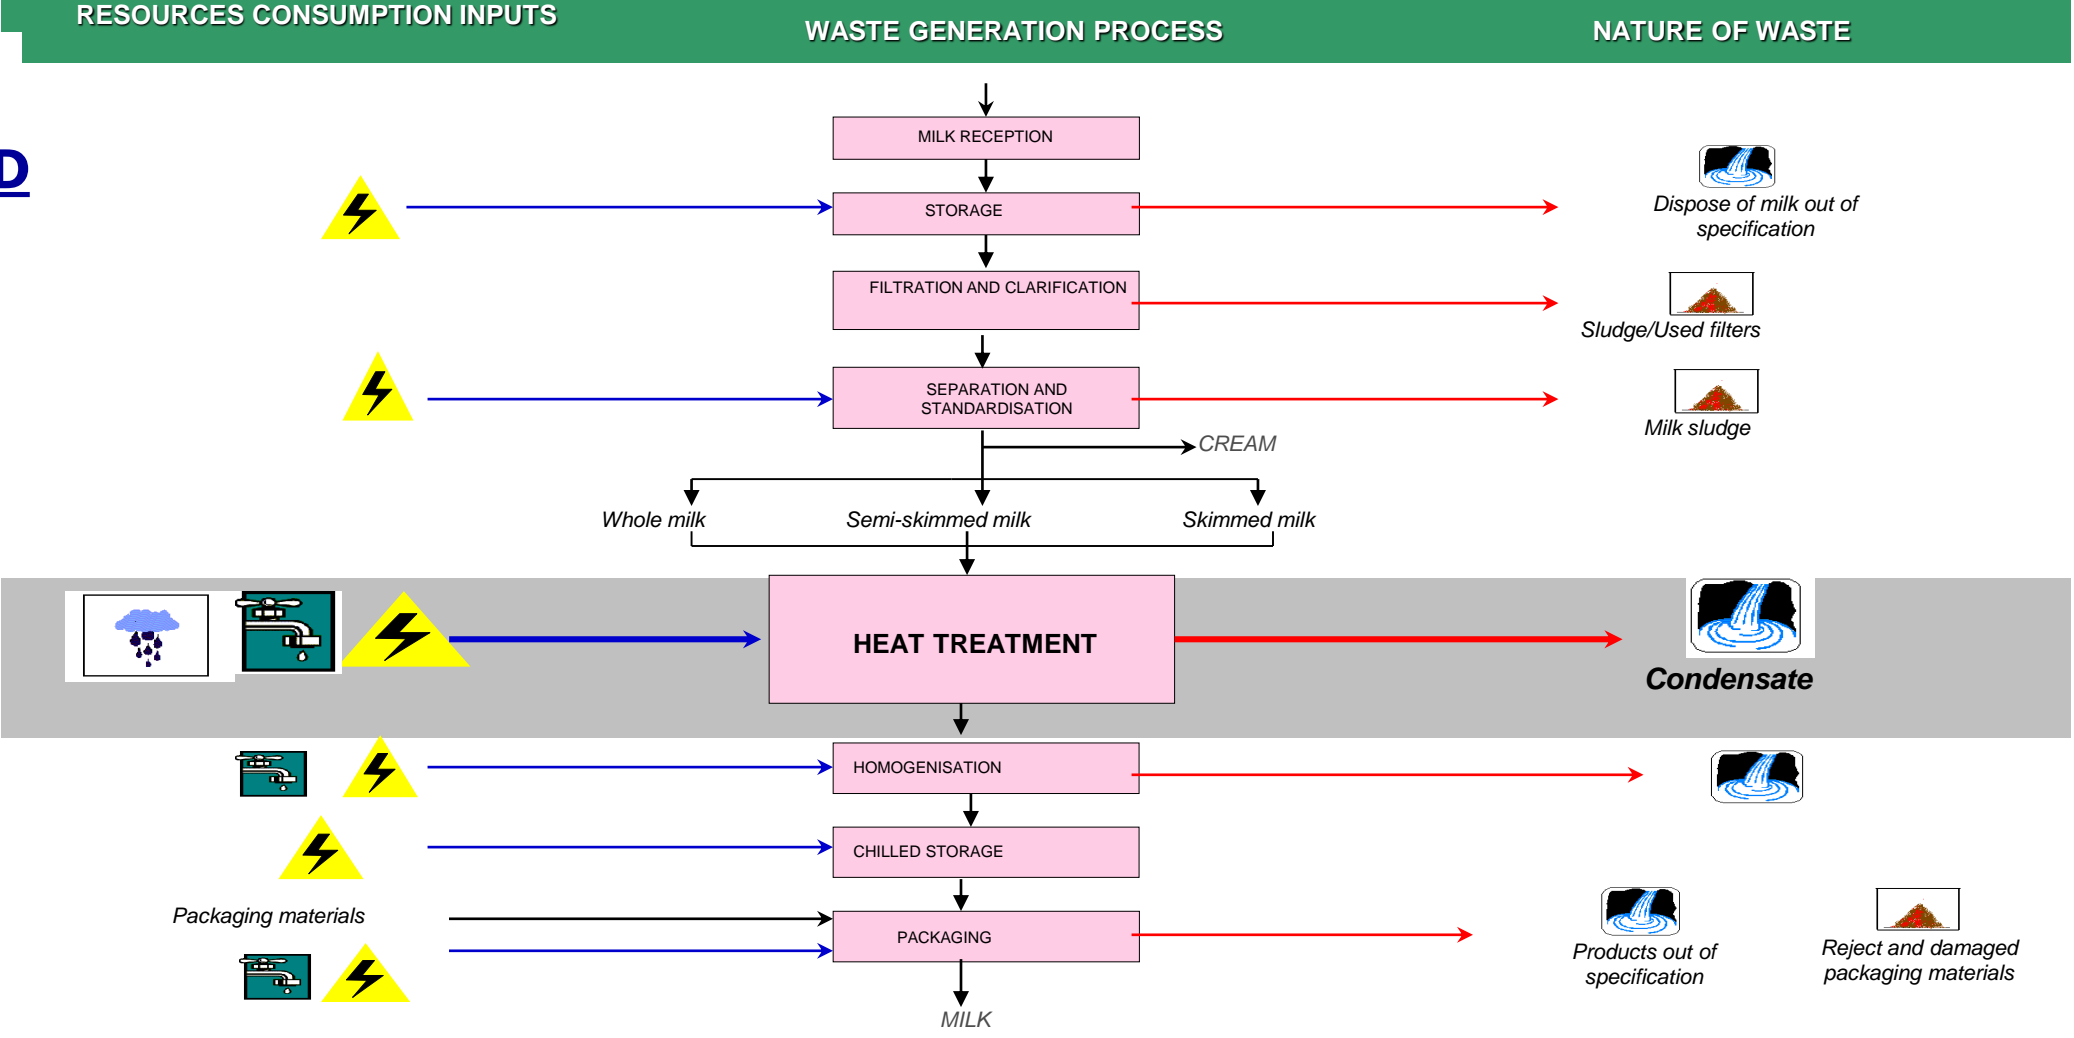 RESOURCES CONSUMPTION INPUTS
WASTE GENERATION PROCESS
NATURE OF WASTE
D
MILK RECEPTION
STORAGE
Dispose of milk out of
specification
FILTRATION AND CLARIFICATION
Sludge/Used filters
SEPARATION AND
STANDARDISATION
Milk sludge
CREAM
Whole milk
Semi-skimmed milk
Skimmed milk
HEAT TREATMENT
Condensate
HOMOGENISATION
CHILLED STORAGE
Packaging materials
PACKAGING
Products out of
specification
Reject and damaged
packaging materials
MILK